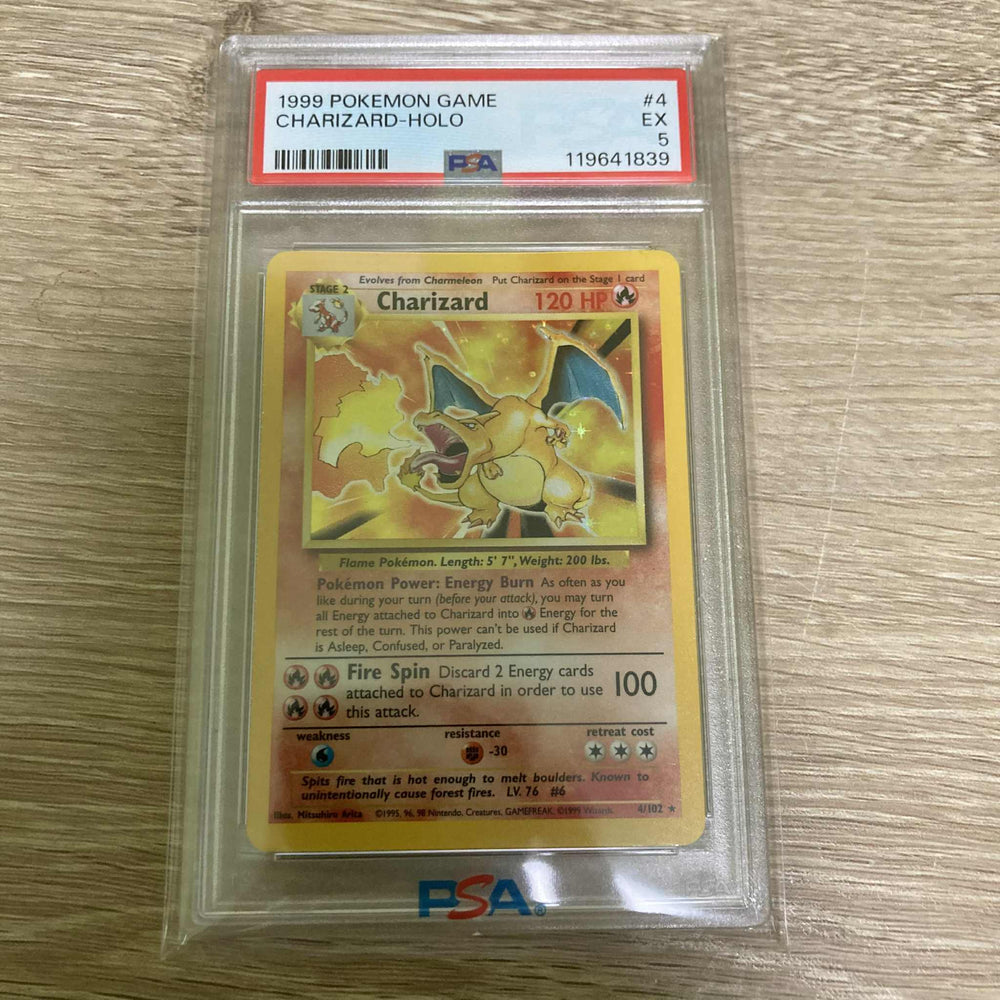 1999 POKEMON GAME #4
CHARIZARD-HOLO EX
5
PSA 119641839
Evolves from Charmeleon Put Charizard on the Stage 1 card
STAGE 2
Charizard 120 HP
Flame Pokémon. Length: 5' 7", Weight: 200 lbs.
Pokémon Power: Energy Burn As often as you
like during your turn (before your attack), you may turn
all Energy attached to Charizard into Energy for the
rest of the turn. This power can't be used if Charizard
is Asleep, Confused, or Paralyzed.
Fire Spin Discard 2 Energy cards
attached to Charizard in order to use 100
this attack.
weakness resistance retreat cost
-30
Spits fire that is hot enough to melt boulders. Known to
unintentionally cause forest fires. LV. 76 #6
Illus. Mitsuhiro Arita ©1995, 96, 98 Nintendo, Creatures, GAMEFREAK. ©1999 Wizards. 4/102 ★
PSA®
PSA